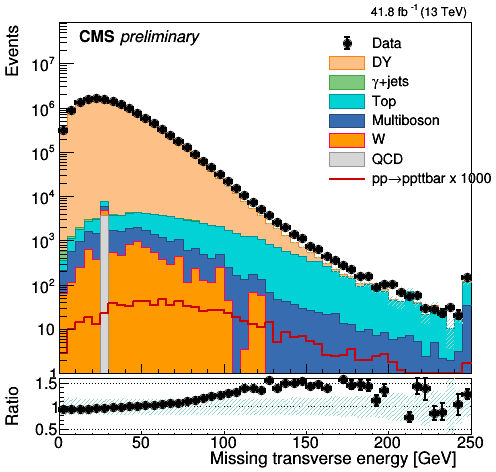 41.8 fb⁻¹ (13 TeV)
CMS preliminary
Events
10⁷
10⁶
10⁵
10⁴
10³
10²
10
1
Data
DY
γ+jets
Top
Multiboson
W
QCD
pp→ppttbar x 1000
Ratio
1.5
1
0.5
0 50 100 150 200 250
Missing transverse energy [GeV]